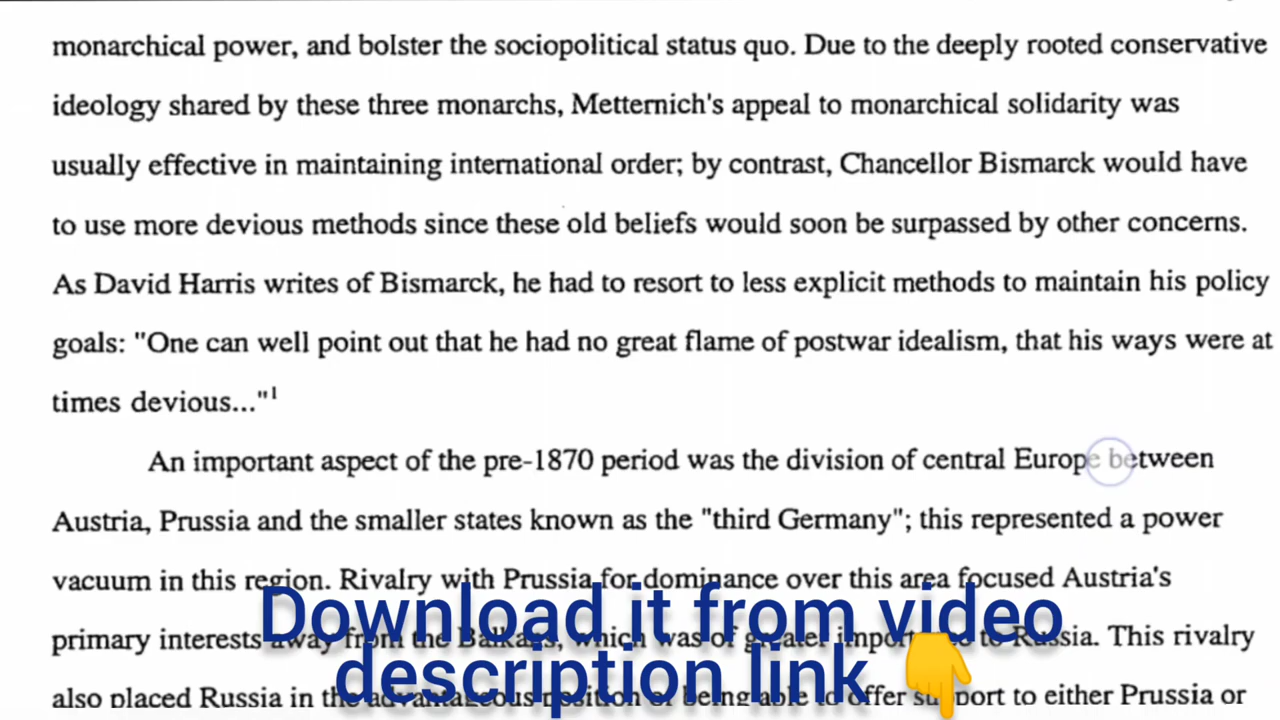 monarchical power, and bolster the sociopolitical status quo. Due to the deeply rooted conservative
ideology shared by these three monarchs, Metternich's appeal to monarchical solidarity was
usually effective in maintaining international order; by contrast, Chancellor Bismarck would have
to use more devious methods since these old beliefs would soon be surpassed by other concerns.
As David Harris writes of Bismarck, he had to resort to less explicit methods to maintain his policy
goals: "One can well point out that he had no great flame of postwar idealism, that his ways were at
times devious..."¹
An important aspect of the pre-1870 period was the division of central Europe between
Austria, Prussia and the smaller states known as the "third Germany"; this represented a power
vacuum in this region. Rivalry with Prussia for dominance over this area focused Austria's
primary interests away from the Balkans, which was of greater importance to Russia. This rivalry
also placed Russia in the advantageous position of being able to offer support to either Prussia or
Download it from video
description link 👇